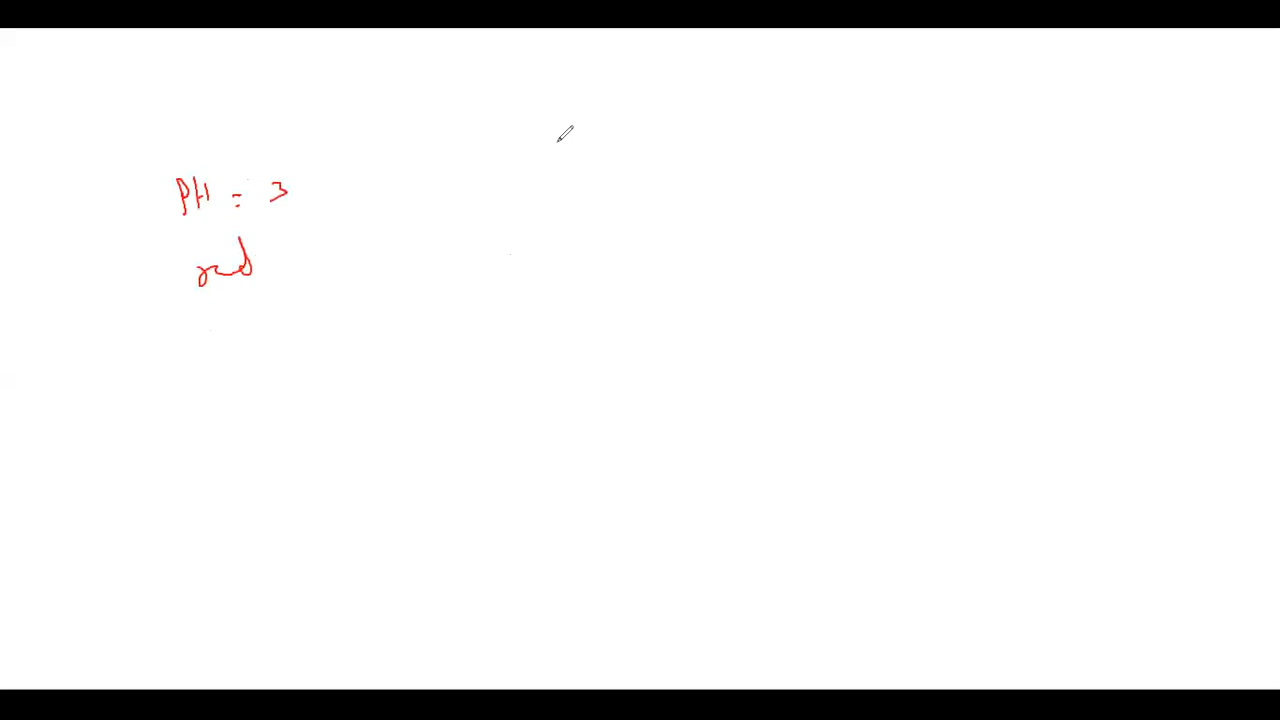 PH = 3
red